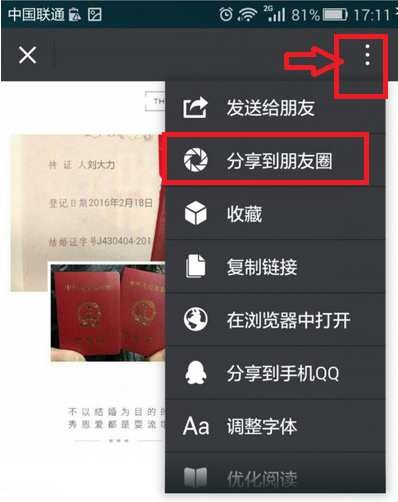 中国联通
2G
81%
17:11
TH
发送给朋友
分享到朋友圈
收藏
复制链接
在浏览器中打开
分享到手机QQ
Aa 调整字体
优化阅读
持 证 人刘大力
登记日期2016年2月18日
结婚证字号J430404-201
不以结婚为目的的
秀恩爱都是耍流